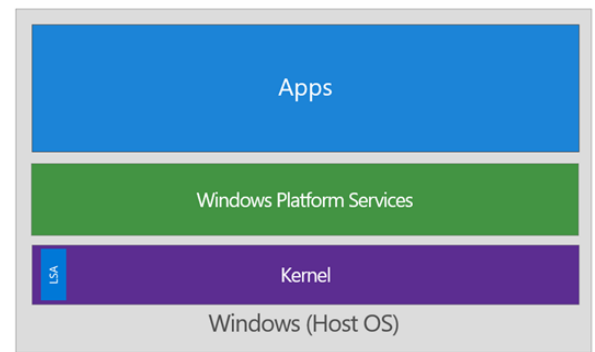 Apps
Windows Platform Services
LSA
Kernel
Windows (Host OS)